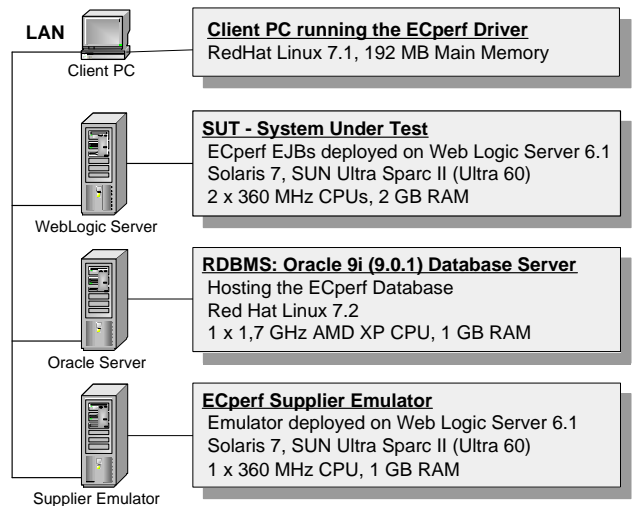 LAN
Client PC
Client PC running the ECperf Driver
RedHat Linux 7.1, 192 MB Main Memory
WebLogic Server
SUT - System Under Test
ECperf EJBs deployed on Web Logic Server 6.1
Solaris 7, SUN Ultra Sparc II (Ultra 60)
2 x 360 MHz CPUs, 2 GB RAM
Oracle Server
RDBMS: Oracle 9i (9.0.1) Database Server
Hosting the ECperf Database
Red Hat Linux 7.2
1 x 1,7 GHz AMD XP CPU, 1 GB RAM
Supplier Emulator
ECperf Supplier Emulator
Emulator deployed on Web Logic Server 6.1
Solaris 7, SUN Ultra Sparc II (Ultra 60)
1 x 360 MHz CPU, 1 GB RAM